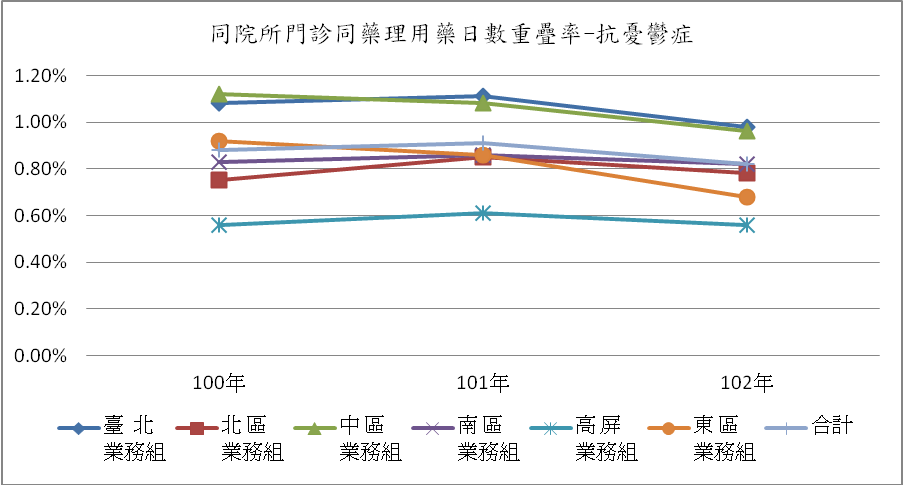 同院所門診同藥理用藥日數重疊率-抗憂鬱症
1.20%
1.00%
0.80%
0.60%
0.40%
0.20%
0.00%
100年 101年 102年
臺 北 北 區 中 區 南 區 高 屏 東 區 合計
業務組 業務組 業務組 業務組 業務組 業務組